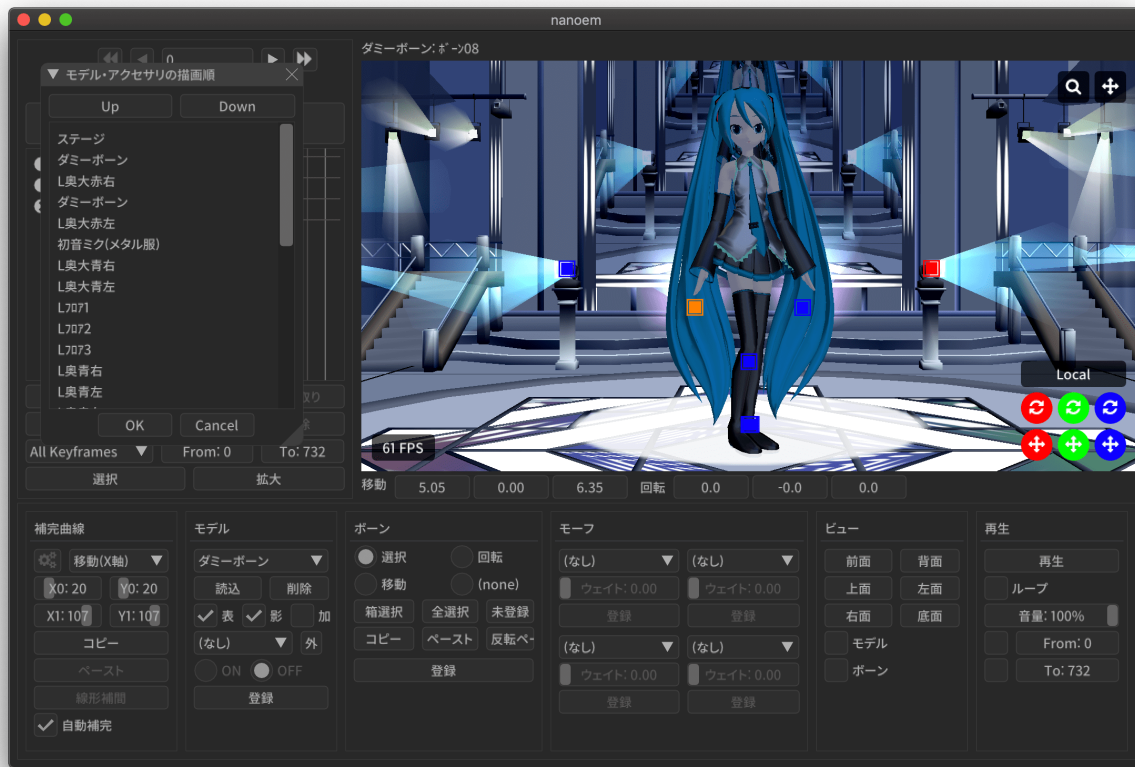 nanoem
0
モデル・アクセサリの描画順
Up
Down
ステージ
ダミーボーン
L奥大赤右
ダミーボーン
L奥大赤左
初音ミク(メタル服)
L奥大青右
L奥大青左
Lﾌﾛｱ1
Lﾌﾛｱ2
Lﾌﾛｱ3
L奥青右
L奥青左
OK
Cancel
All Keyframes
From: 0
To: 732
選択
拡大
ダミーボーン: ﾎﾞｰﾝ08
61 FPS
Local
移動
5.05
0.00
6.35
回転
0.0
-0.0
0.0
補完曲線
移動(X軸)
X0: 20
Y0: 20
X1: 107
Y1: 107
コピー
ペースト
線形補間
自動補完
モデル
ダミーボーン
読込
削除
表
影
加
(なし)
外
ON
OFF
登録
ボーン
選択
回転
移動
(none)
箱選択
全選択
未登録
コピー
ペースト
反転ペー
登録
モーフ
(なし)
(なし)
ウェイト: 0.00
ウェイト: 0.00
登録
登録
(なし)
(なし)
ウェイト: 0.00
ウェイト: 0.00
登録
登録
ビュー
前面
背面
上面
左面
右面
底面
モデル
ボーン
再生
再生
ループ
音量: 100%
From: 0
To: 732